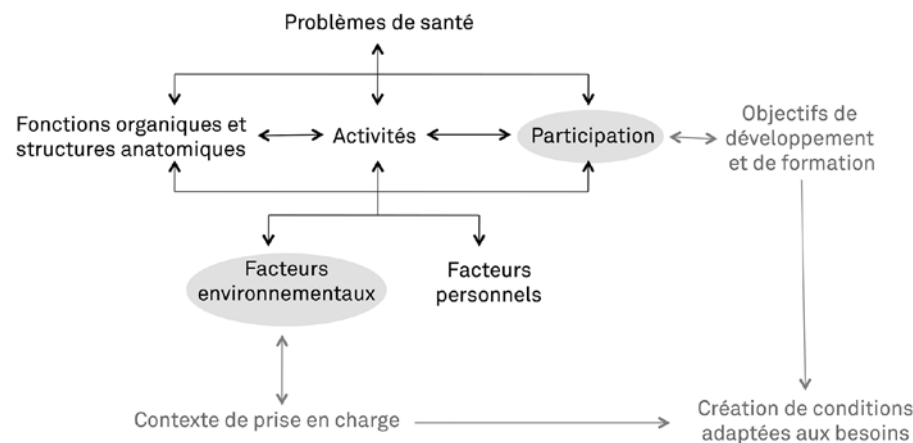 Problèmes de santé
Fonctions organiques et
structures anatomiques
Activités
Participation
Objectifs de
développement
et de formation
Facteurs
environnementaux
Facteurs
personnels
Contexte de prise en charge
Création de conditions
adaptées aux besoins